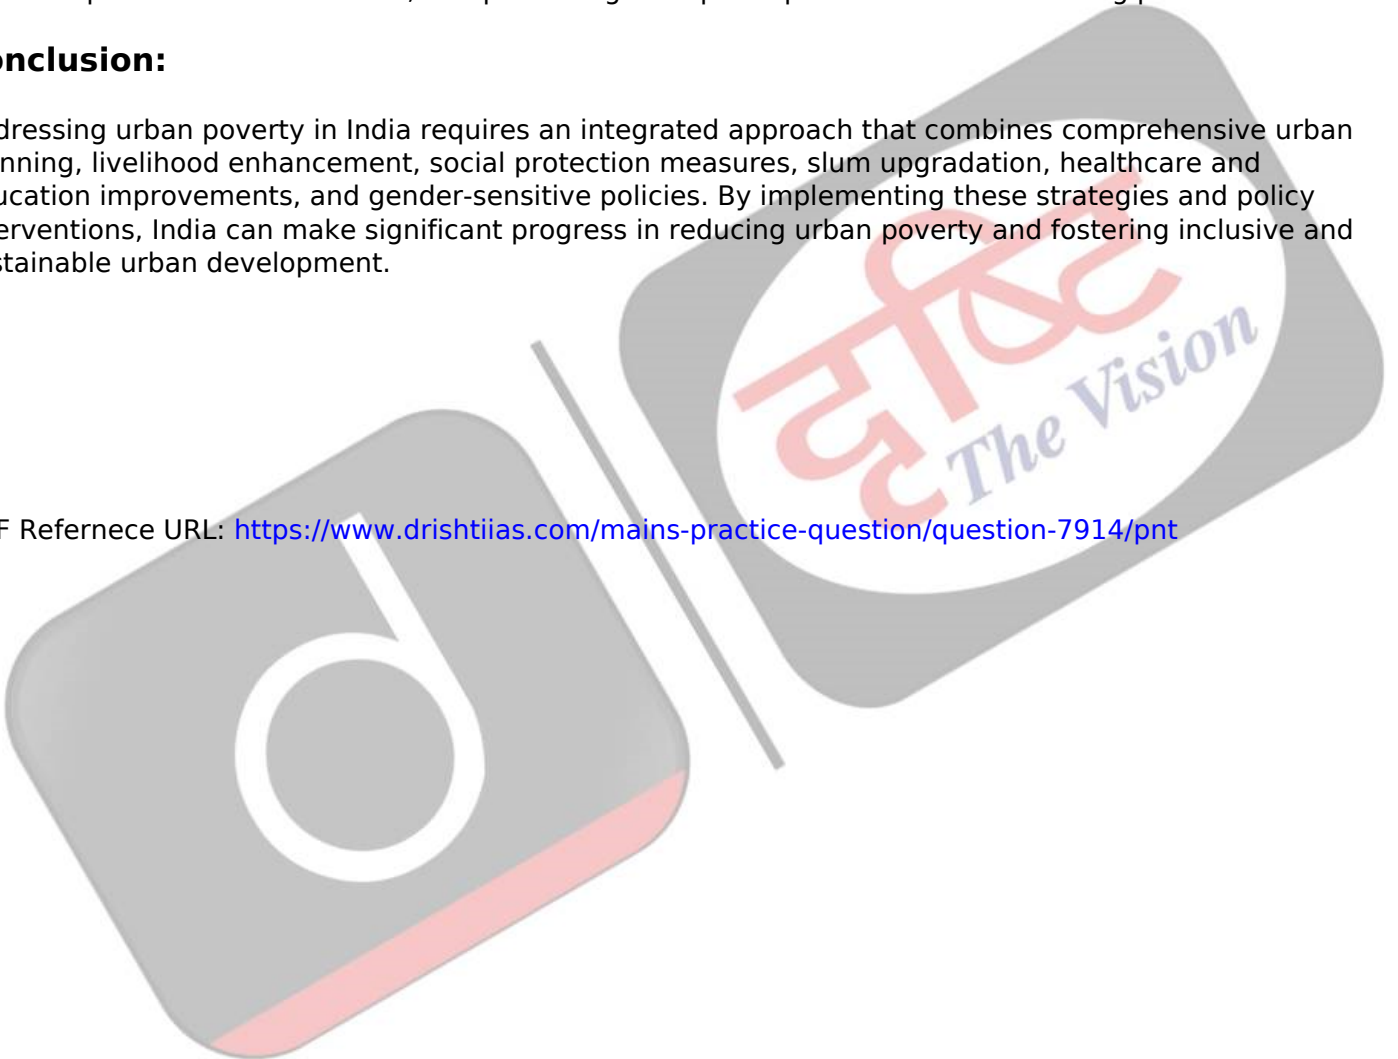 onclusion:
dressing urban poverty in India requires an integrated approach that combines comprehensive urban
nning, livelihood enhancement, social protection measures, slum upgradation, healthcare and
ucation improvements, and gender-sensitive policies. By implementing these strategies and policy
erventions, India can make significant progress in reducing urban poverty and fostering inclusive and
stainable urban development.
दृष्टि
The Vision
F Refernece URL: https://www.drishtiias.com/mains-practice-question/question-7914/pnt
d